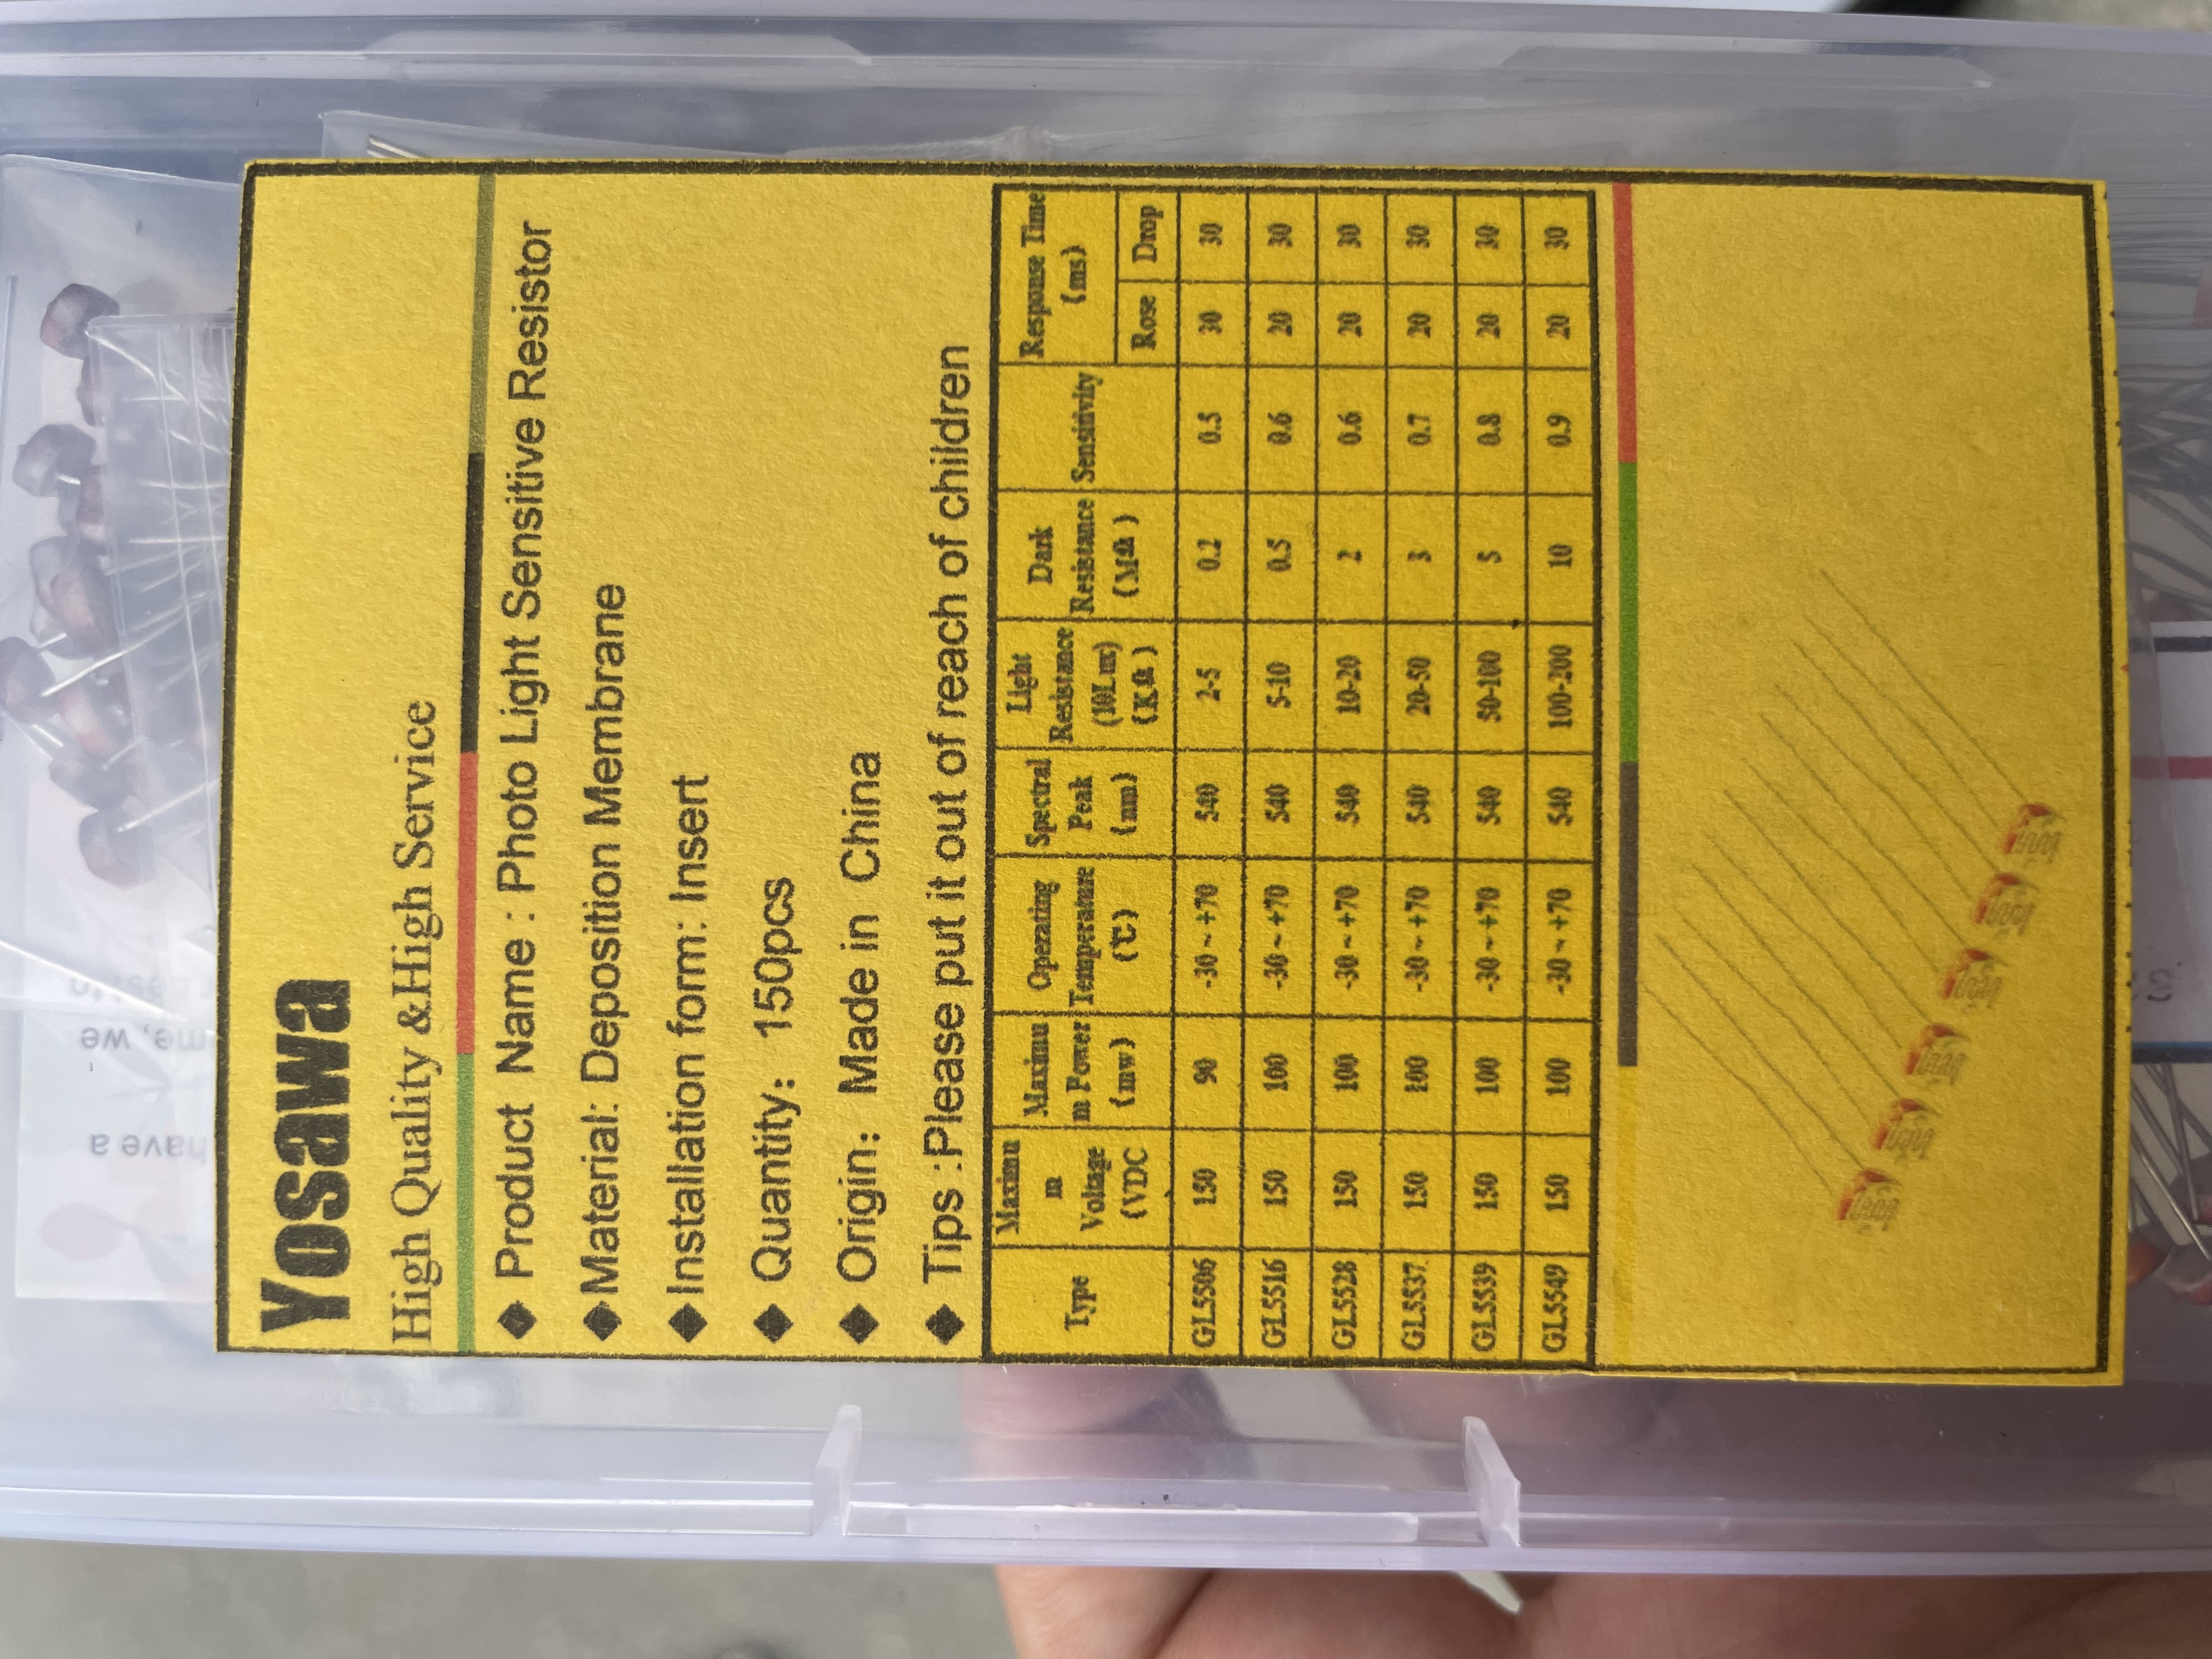 have a
me, we
Yosawa
High Quality &High Service
◆ Product Name : Photo Light Sensitive Resistor
◆Material: Deposition Membrane
◆Installation form: Insert
◆ Quantity： 150pcs
◆ Origin： Made in China
◆ Tips :Please put it out of reach of children
Type Maximu m Voltage (VDC Maximu m Power (mw) Operating Temperature (℃) Spectral Peak (nm) Light Resistance (10Lux) (KΩ) Dark Resistance (MΩ) Sensitivity Response Time (ms)
Rose Drop
GL5506 150 90 -30 ~ +70 540 2-5 0.2 0.5 30 30
GL5516 150 100 -30 ~ +70 540 5-10 0.5 0.6 20 30
GL5528 150 100 -30 ~ +70 540 10-20 2 0.6 20 30
GL5537 150 100 -30 ~ +70 540 20-50 3 0.7 20 30
GL5539 150 100 -30 ~ +70 540 50-100 5 0.8 20 30
GL5549 150 100 -30 ~ +70 540 100-200 10 0.9 20 30